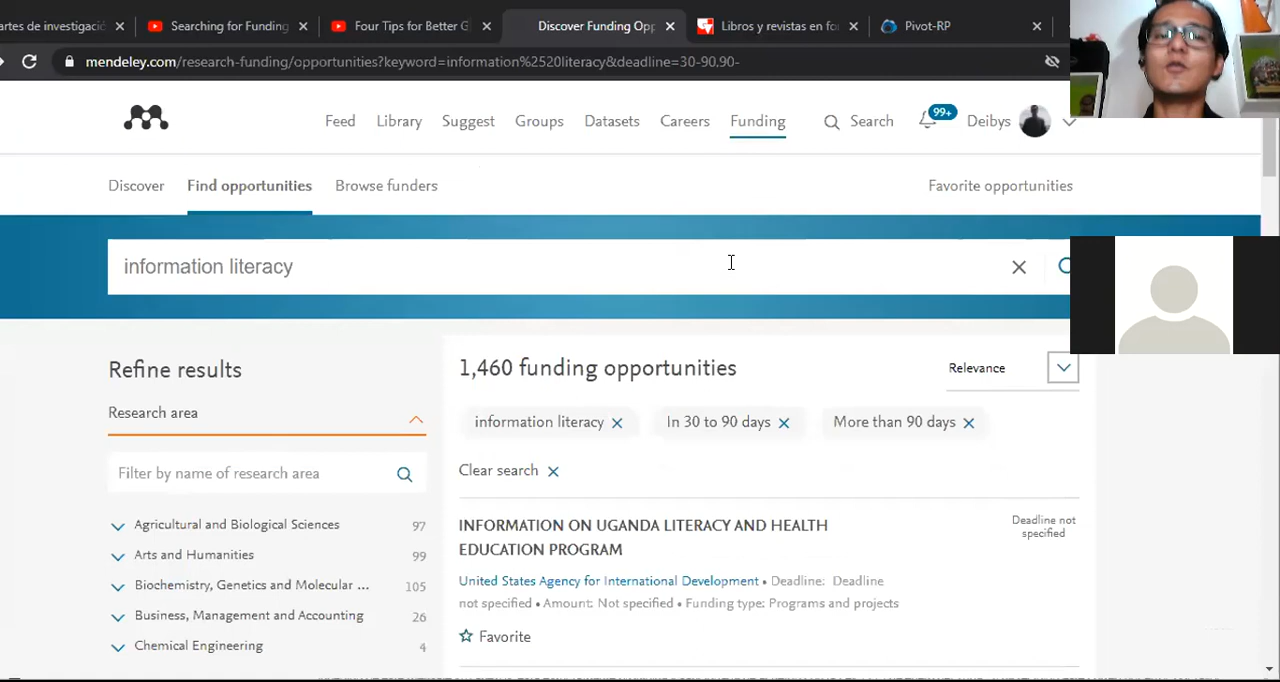 artes de investigació
Searching for Funding
Four Tips for Better G
Discover Funding Opp
Libros y revistas en fo
Pivot-RP
mendeley.com/research-funding/opportunities?keyword=information%2520literacy&deadline=30-90,90-
Feed
Library
Suggest
Groups
Datasets
Careers
Funding
Search
99+
Deibys
Discover
Find opportunities
Browse funders
Favorite opportunities
information literacy
Refine results
1,460 funding opportunities
Relevance
Research area
information literacy
In 30 to 90 days
More than 90 days
Clear search
Filter by name of research area
Agricultural and Biological Sciences 97
Arts and Humanities 99
Biochemistry, Genetics and Molecular ... 105
Business, Management and Accounting 26
Chemical Engineering 4
INFORMATION ON UGANDA LITERACY AND HEALTH
EDUCATION PROGRAM
Deadline not
specified
United States Agency for International Development • Deadline: Deadline
not specified • Amount: Not specified • Funding type: Programs and projects
Favorite